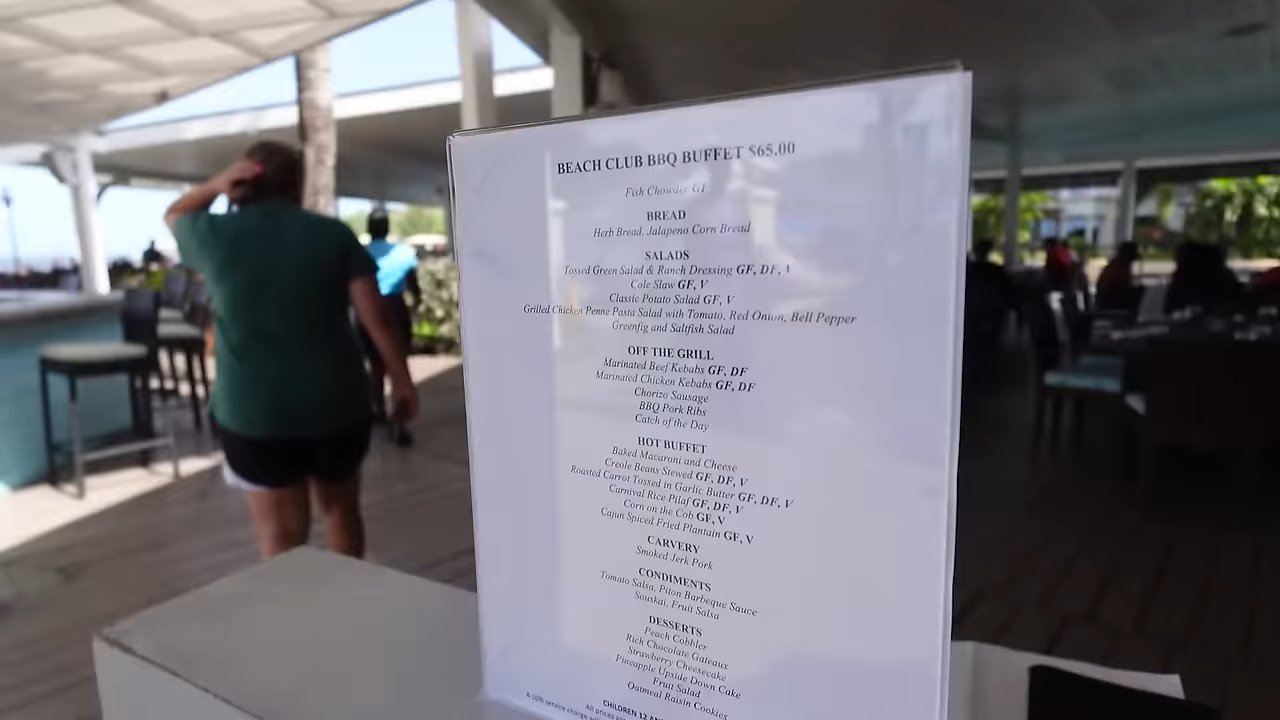 BEACH CLUB BBQ BUFFET $65.00
Fish Chowder GF
BREAD
Herb Bread, Jalapeno Corn Bread
SALADS
Tossed Green Salad & Ranch Dressing GF, DF,
Cole Slaw GF, V
Classic Potato Salad GF, V
Grilled Chicken Penne Pasta Salad with Tomato, Red Onion, Bell Pepper
Greenfig and Saltfish Salad
OFF THE GRILL
Marinated Beef Kebabs GF, DF
Marinated Chicken Kebabs GF, DF
Chorizo Sausage
BBQ Pork Ribs
Catch of the Day
HOT BUFFET
Baked Macaroni and Cheese
Creole Beans Stewed GF, DF, V
Roasted Carrot Tossed in Garlic Butter GF, DF, V
Carnival Rice Pilaf GF, DF, V
Corn on the Cob GF, V
Cajun Spiced Fried Plantain GF, V
CARVERY
Smoked Jerk Pork
CONDIMENTS
Tomato Salsa, Piton Barbeque Sauce
Souskai, Fruit Salsa
DESSERTS
Peach Cobbler
Rich Chocolate Gateaux
Strawberry Cheesecake
Pineapple Upside Down Cake
Fruit Salad
Oatmeal Raisin Cookies
CHILDREN 12
All prices
A 10% service charge